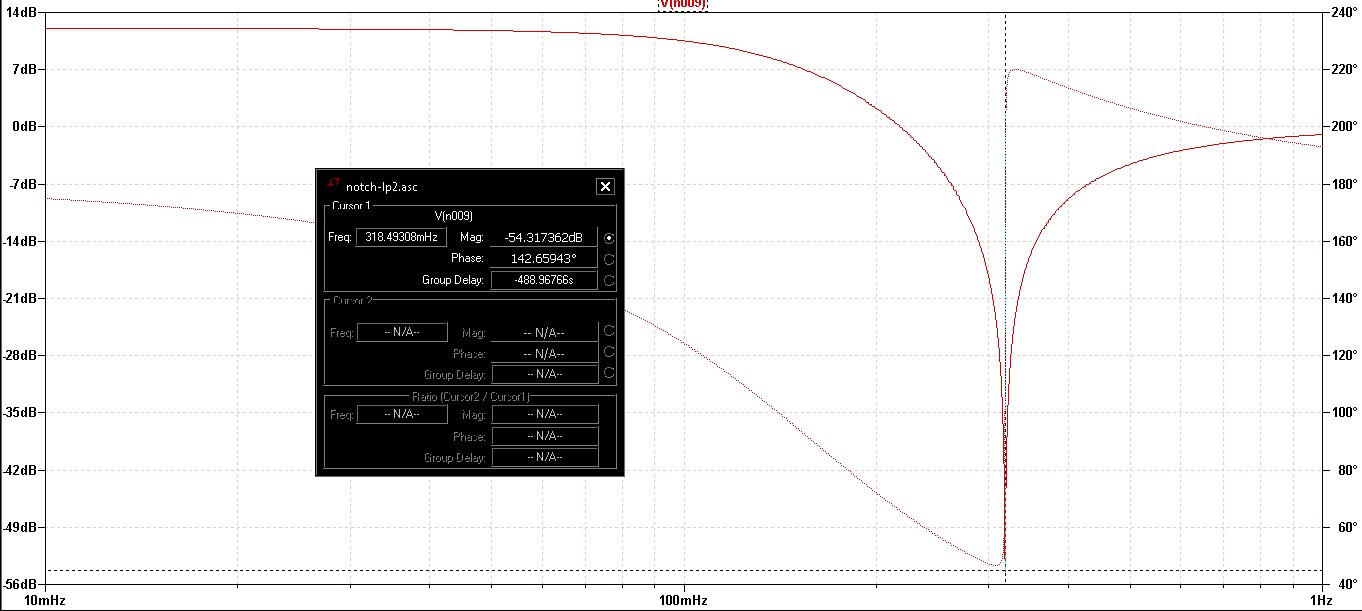 V(n009)
14dB
240°
7dB
220°
0dB
200°
-7dB
180°
-14dB
160°
-21dB
140°
-28dB
120°
-35dB
100°
-42dB
80°
-49dB
60°
-56dB
40°
10mHz
100mHz
1Hz
notch-lp2.asc
Cursor 1
V(n009)
Freq: 318.49308mHz Mag: -54.317362dB
Phase: 142.65943°
Group Delay: -488.96766s
Cursor 2
Freq: -- N/A-- Mag: -- N/A--
Phase: -- N/A--
Group Delay: -- N/A--
Ratio (Cursor2 / Cursor1)
Freq: -- N/A-- Mag: -- N/A--
Phase: -- N/A--
Group Delay: -- N/A--